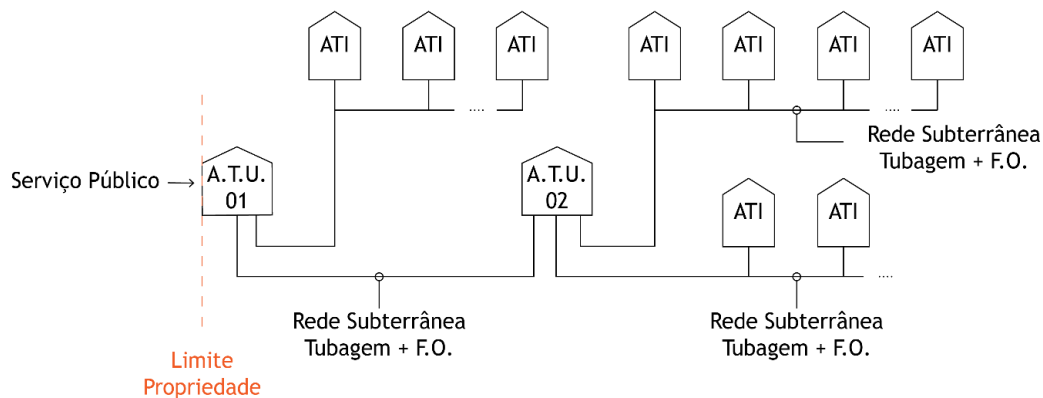 ATI
ATI
ATI
ATI
ATI
ATI
ATI
....
....
Rede Subterrânea
Tubagem + F.O.
Serviço Público
A.T.U.
01
A.T.U.
02
ATI
ATI
....
Rede Subterrânea
Tubagem + F.O.
Rede Subterrânea
Tubagem + F.O.
Limite
Propriedade